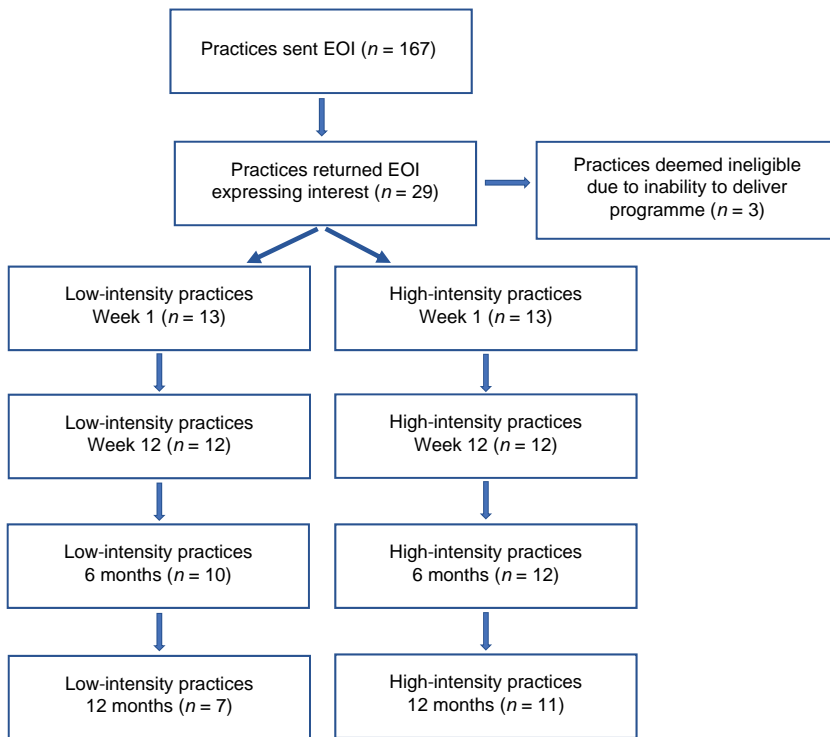 Practices sent EOI (n = 167)
Practices returned EOI
expressing interest (n = 29)
Practices deemed ineligible
due to inability to deliver
programme (n = 3)
Low-intensity practices
Week 1 (n = 13)
High-intensity practices
Week 1 (n = 13)
Low-intensity practices
Week 12 (n = 12)
High-intensity practices
Week 12 (n = 12)
Low-intensity practices
6 months (n = 10)
High-intensity practices
6 months (n = 12)
Low-intensity practices
12 months (n = 7)
High-intensity practices
12 months (n = 11)